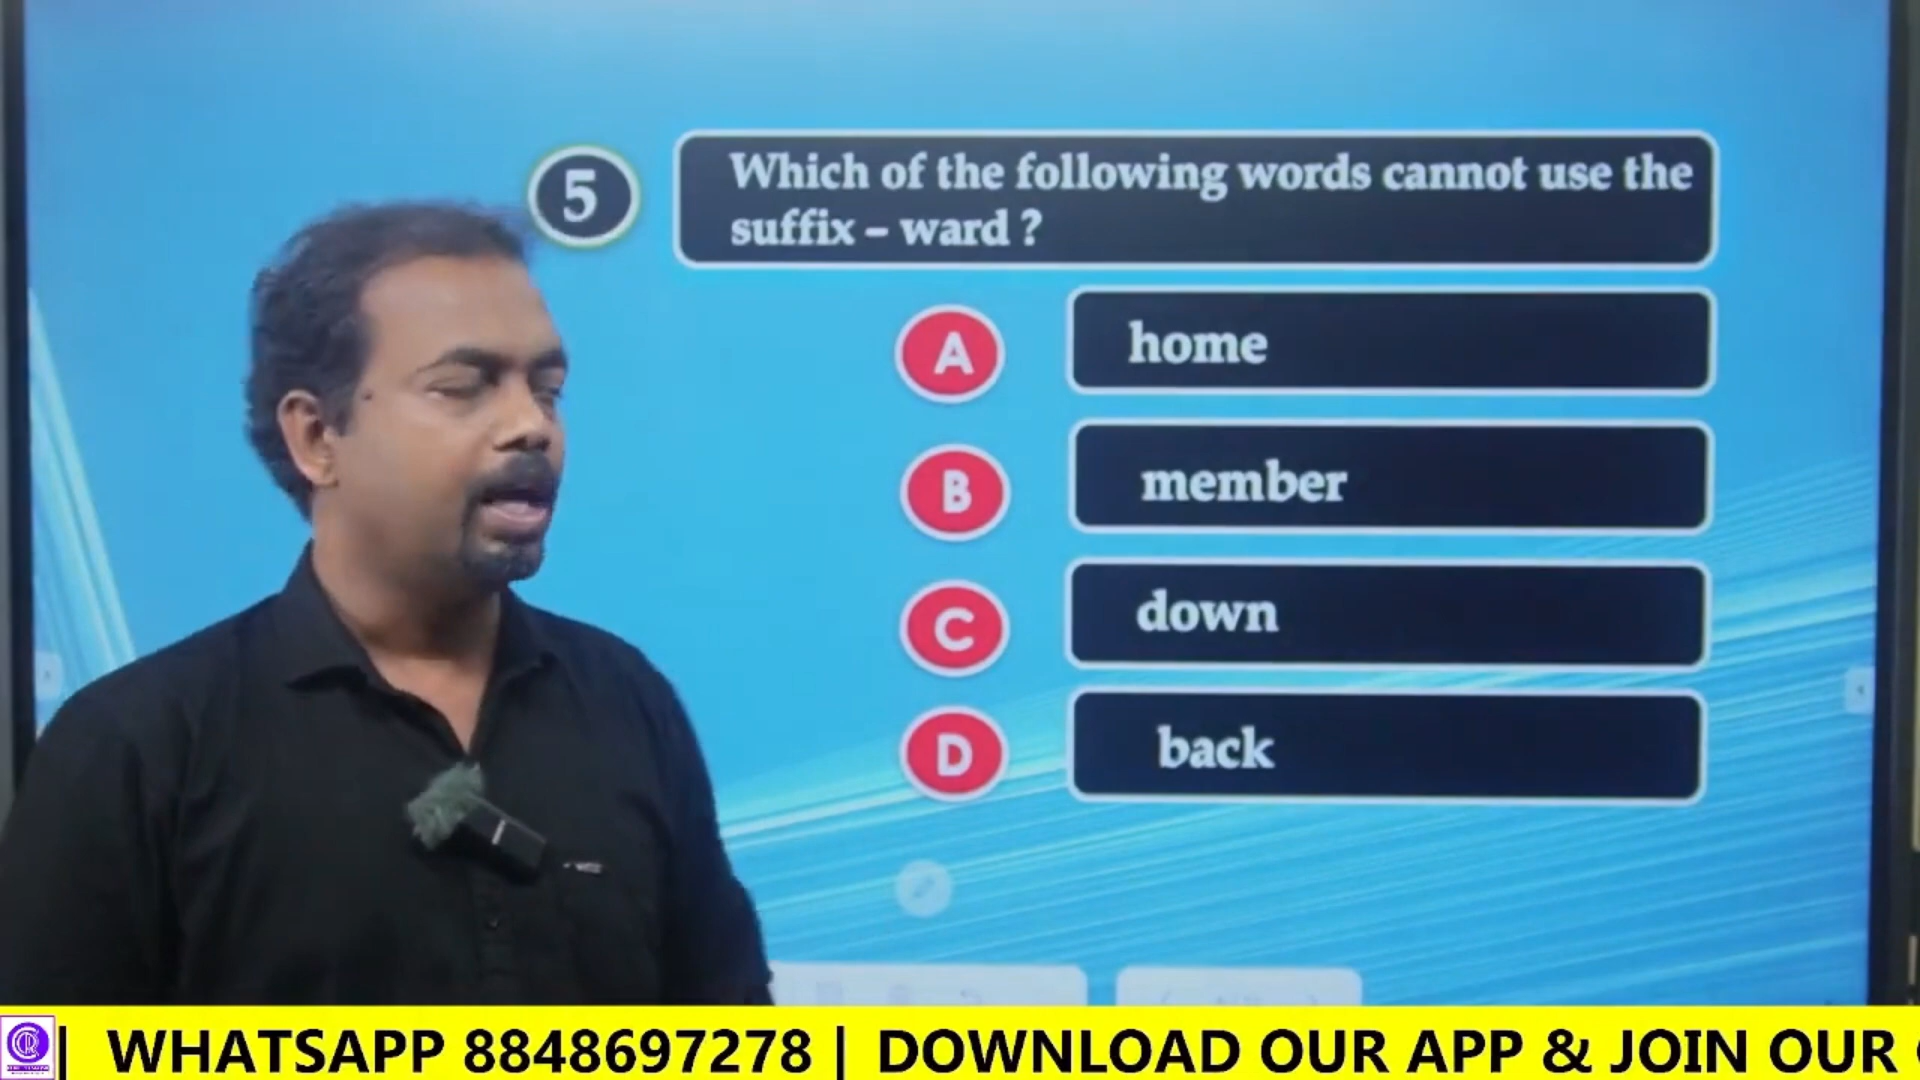 5
Which of the following words cannot use the
suffix – ward ?
A
home
B
member
C
down
D
back
WHATSAPP 8848697278 | DOWNLOAD OUR APP & JOIN OUR